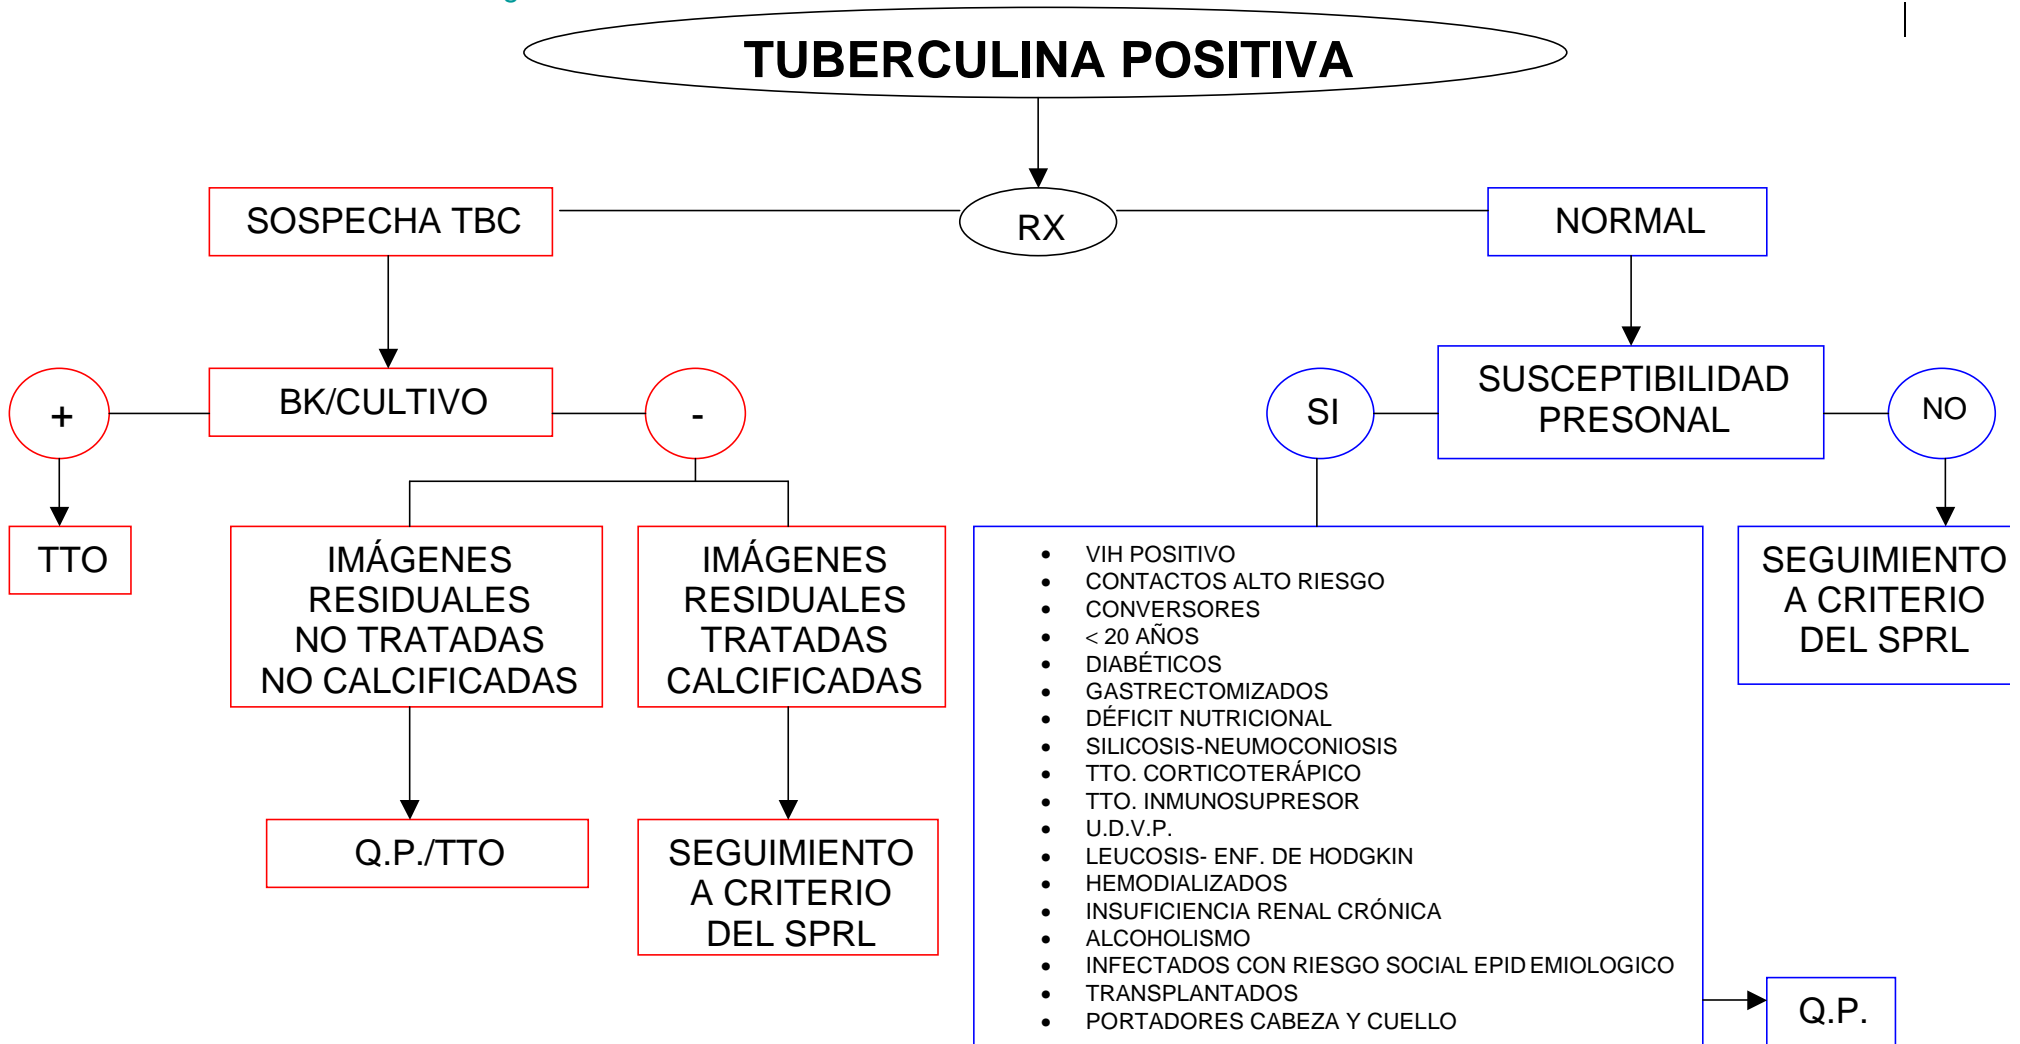 TUBERCULINA POSITIVA
SOSPECHA TBC
RX
NORMAL
+
BK/CULTIVO
-
SI
SUSCEPTIBILIDAD
PRESONAL
NO
TTO
IMÁGENES
RESIDUALES
NO TRATADAS
NO CALCIFICADAS
IMÁGENES
RESIDUALES
TRATADAS
CALCIFICADAS
Q.P./TTO
SEGUIMIENTO
A CRITERIO
DEL SPRL
• VIH POSITIVO
• CONTACTOS ALTO RIESGO
• CONVERSORES
• < 20 AÑOS
• DIABÉTICOS
• GASTRECTOMIZADOS
• DÉFICIT NUTRICIONAL
• SILICOSIS-NEUMOCONIOSIS
• TTO. CORTICOTERÁPICO
• TTO. INMUNOSUPRESOR
• U.D.V.P.
• LEUCOSIS- ENF. DE HODGKIN
• HEMODIALIZADOS
• INSUFICIENCIA RENAL CRÓNICA
• ALCOHOLISMO
• INFECTADOS CON RIESGO SOCIAL EPIDEMIOLOGICO
• TRANSPLANTADOS
• PORTADORES CABEZA Y CUELLO
SEGUIMIENTO
A CRITERIO
DEL SPRL
Q.P.